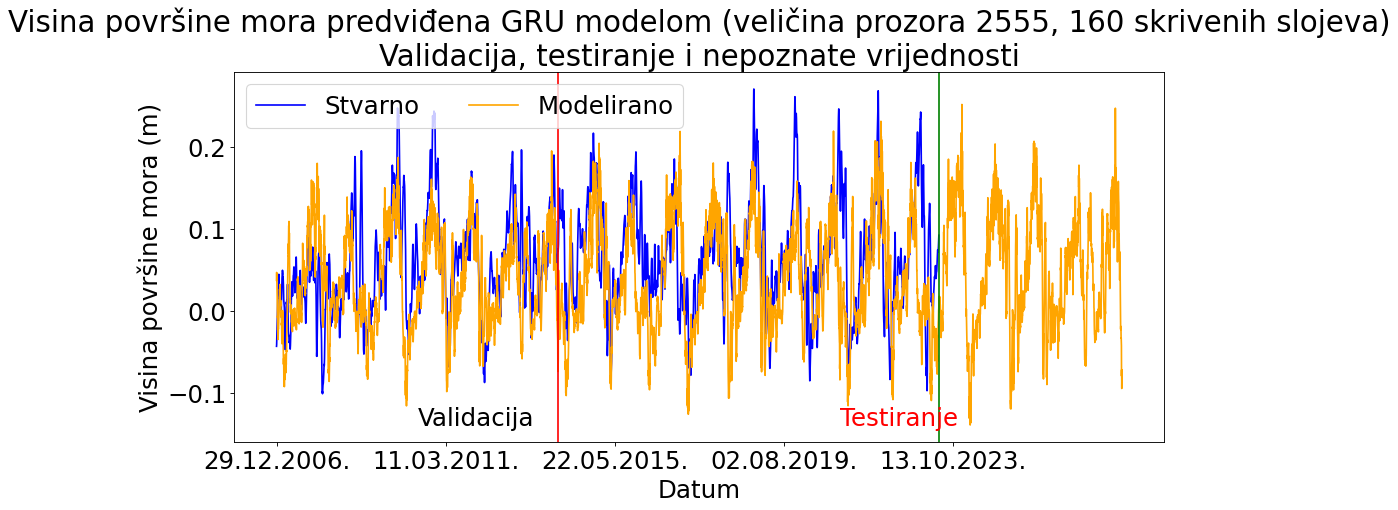 Visina površine mora predviđena GRU modelom (veličina prozora 2555, 160 skrivenih slojeva)
Validacija, testiranje i nepoznate vrijednosti
Stvarno Modelirano
Visina površine mora (m)
0.2
0.1
0.0
−0.1
Validacija Testiranje
29.12.2006. 11.03.2011. 22.05.2015. 02.08.2019. 13.10.2023.
Datum